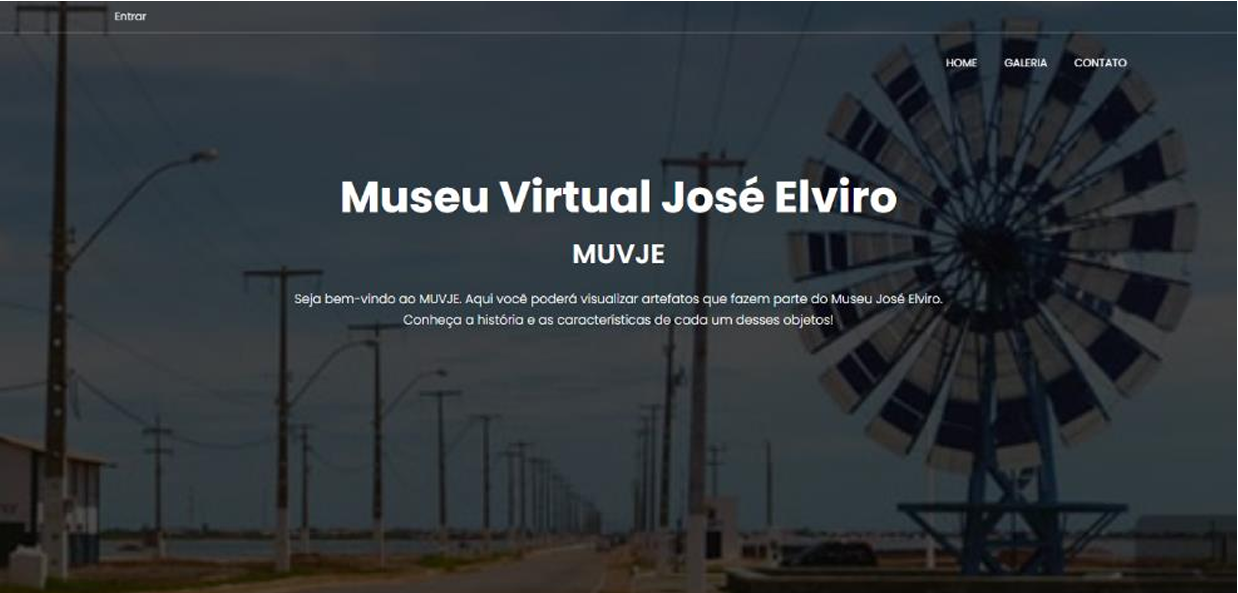 Entrar
HOME GALERIA CONTATO
Museu Virtual José Elviro
MUVJE
Seja bem-vindo ao MUVJE. Aqui você poderá visualizar artefatos que fazem parte do Museu José Elviro.
Conheça a história e as características de cada um desses objetos!